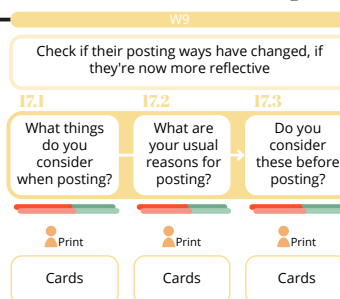 W9
Check if their posting ways have changed, if
they're now more reflective
17.1
17.2
17.3
What things
do you
consider
when posting?
What are
your usual
reasons for
posting?
Do you
consider
these before
posting?
Print
Print
Print
Cards
Cards
Cards